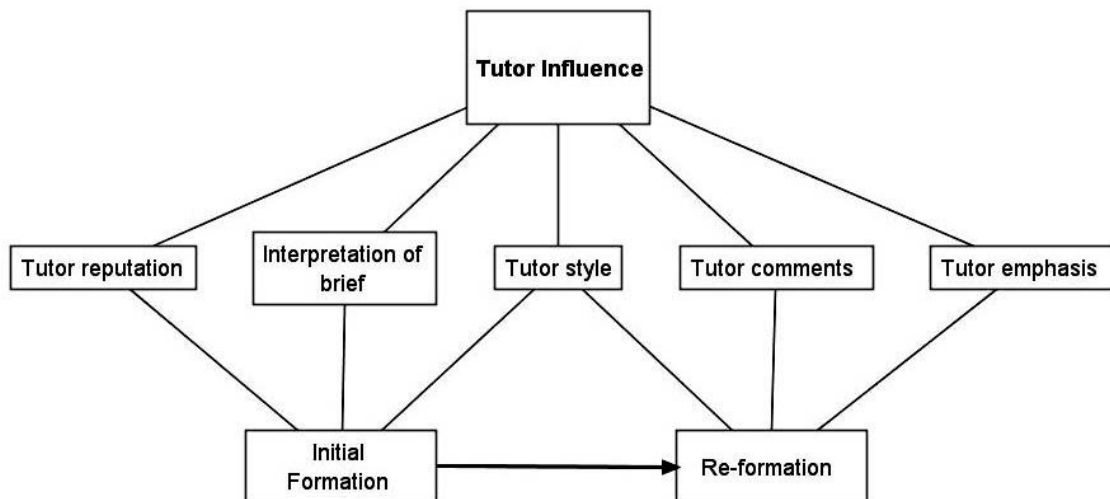 Tutor Influence
Tutor reputation
Interpretation of
brief
Tutor style
Tutor comments
Tutor emphasis
Initial
Formation
Re-formation